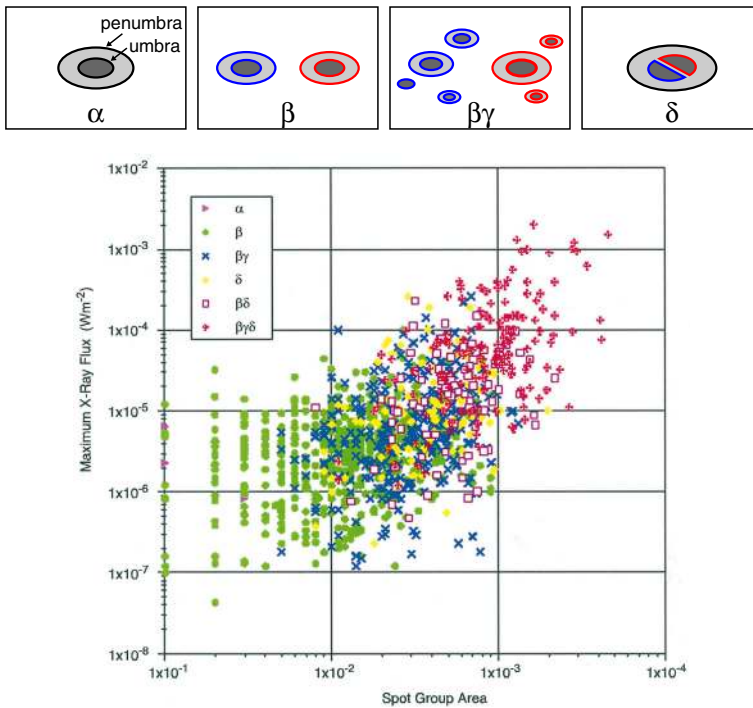 penumbra
umbra
α
β
βγ
δ
1x10⁻²
1x10⁻³
1x10⁻⁴
1x10⁻⁵
1x10⁻⁶
1x10⁻⁷
1x10⁻⁸
Maximum X-Ray Flux (Wm⁻²)
α
β
βγ
δ
βδ
βγδ
1x10⁻¹
1x10⁻²
1x10⁻³
1x10⁻⁴
Spot Group Area